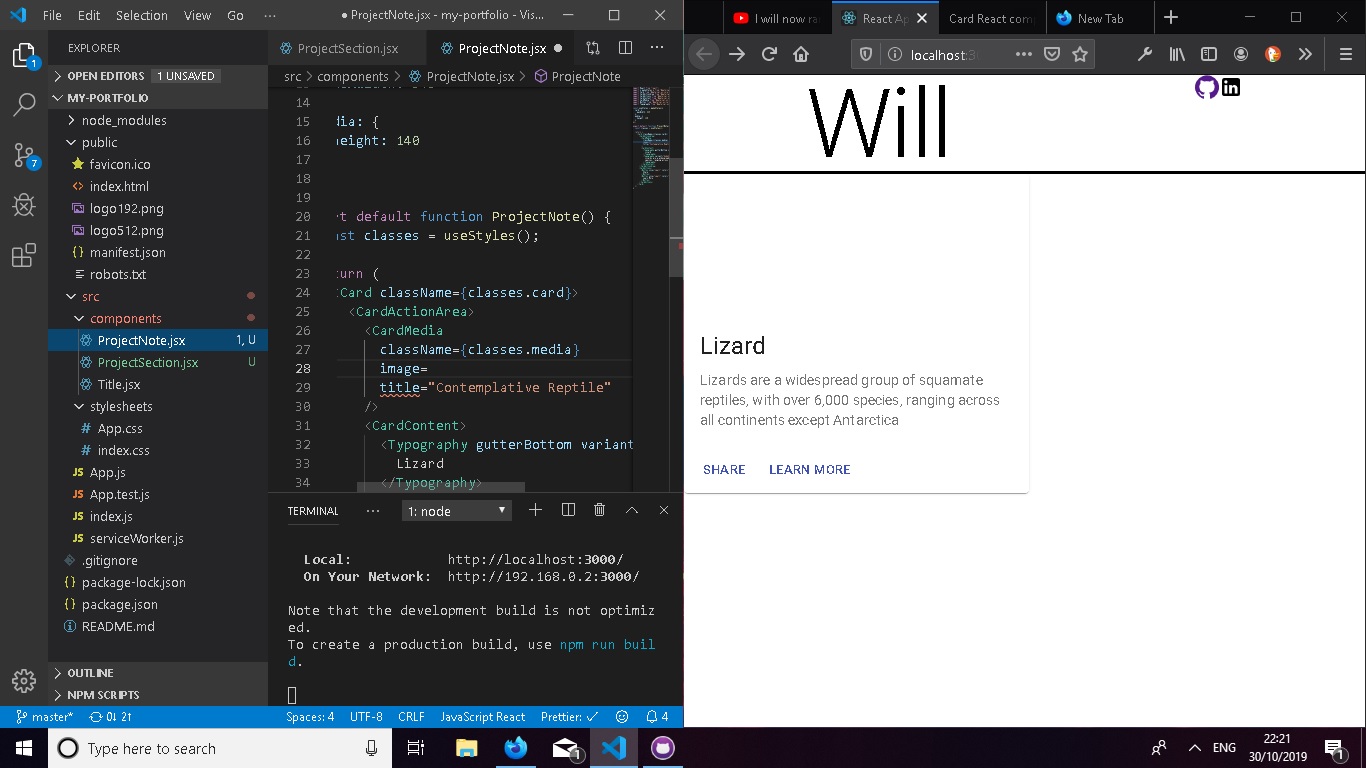 File Edit Selection View Go ··· ● ProjectNote.jsx - my-portfolio - Vis...
EXPLORER
OPEN EDITORS 1 UNSAVED
MY-PORTFOLIO
node_modules
public
favicon.ico
index.html
logo192.png
logo512.png
manifest.json
robots.txt
src
components
ProjectNote.jsx 1, U
ProjectSection.jsx U
Title.jsx
stylesheets
App.css
index.css
App.js
App.test.js
index.js
serviceWorker.js
.gitignore
package-lock.json
package.json
README.md
OUTLINE
NPM SCRIPTS
1
7
ProjectSection.jsx ProjectNote.jsx ●
src > components > ProjectNote.jsx > ProjectNote
14
15 dia: {
16 height: 140
17
18
19
20 t default function ProjectNote() {
21 st classes = useStyles();
22
23 urn (
24 Card className={classes.card}>
25 <CardActionArea>
26 <CardMedia
27 className={classes.media}
28 image=
29 title="Contemplative Reptile"
30 />
31 <CardContent>
32 <Typography gutterBottom variant
33 Lizard
34 </Typography>
TERMINAL ··· 1: node
Local: http://localhost:3000/
On Your Network: http://192.168.0.2:3000/
Note that the development build is not optimiz
ed.
To create a production build, use npm run buil
d.
master* 0↓ 2↑ Spaces: 4 UTF-8 CRLF JavaScript React Prettier: ✓ 4
I will now ra React Ap Card React com New Tab
localhost:3
Will
in
Lizard
Lizards are a widespread group of squamate
reptiles, with over 6,000 species, ranging across
all continents except Antarctica
SHARE LEARN MORE
Type here to search
1
ENG
22:21
30/10/2019
1